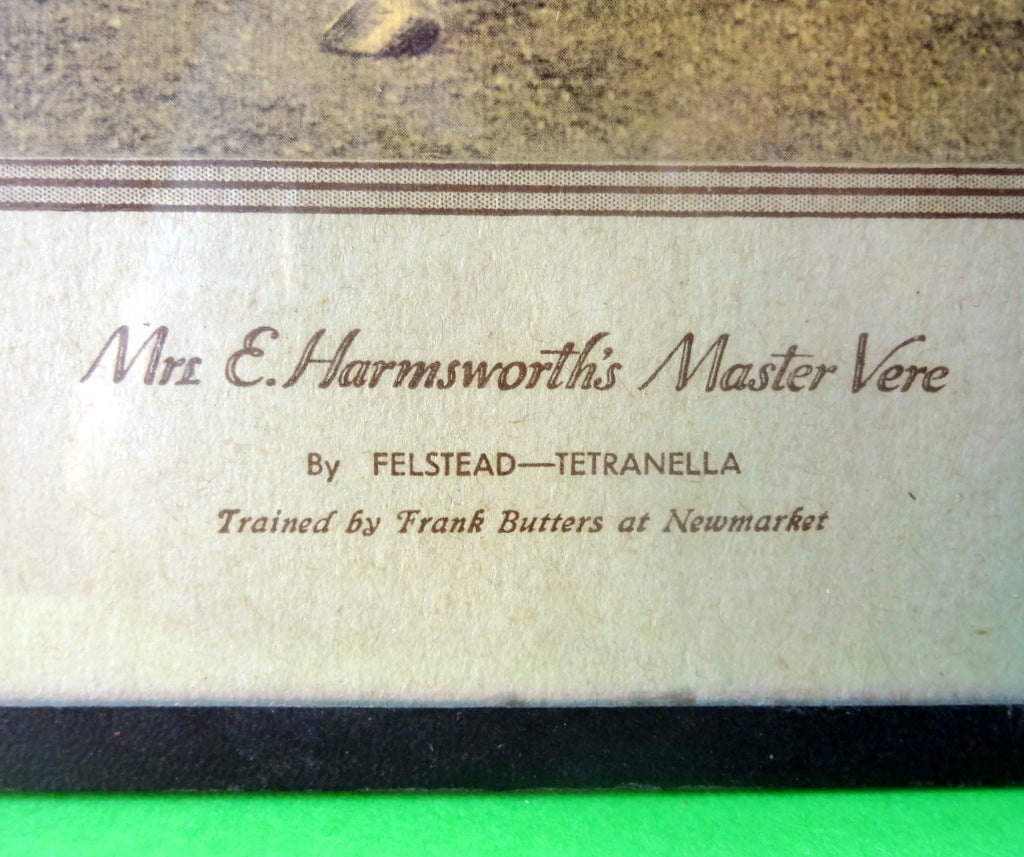 Mrs E. Harmsworth's Master Vere
By FELSTEAD—TETRANELLA
Trained by Frank Butters at Newmarket